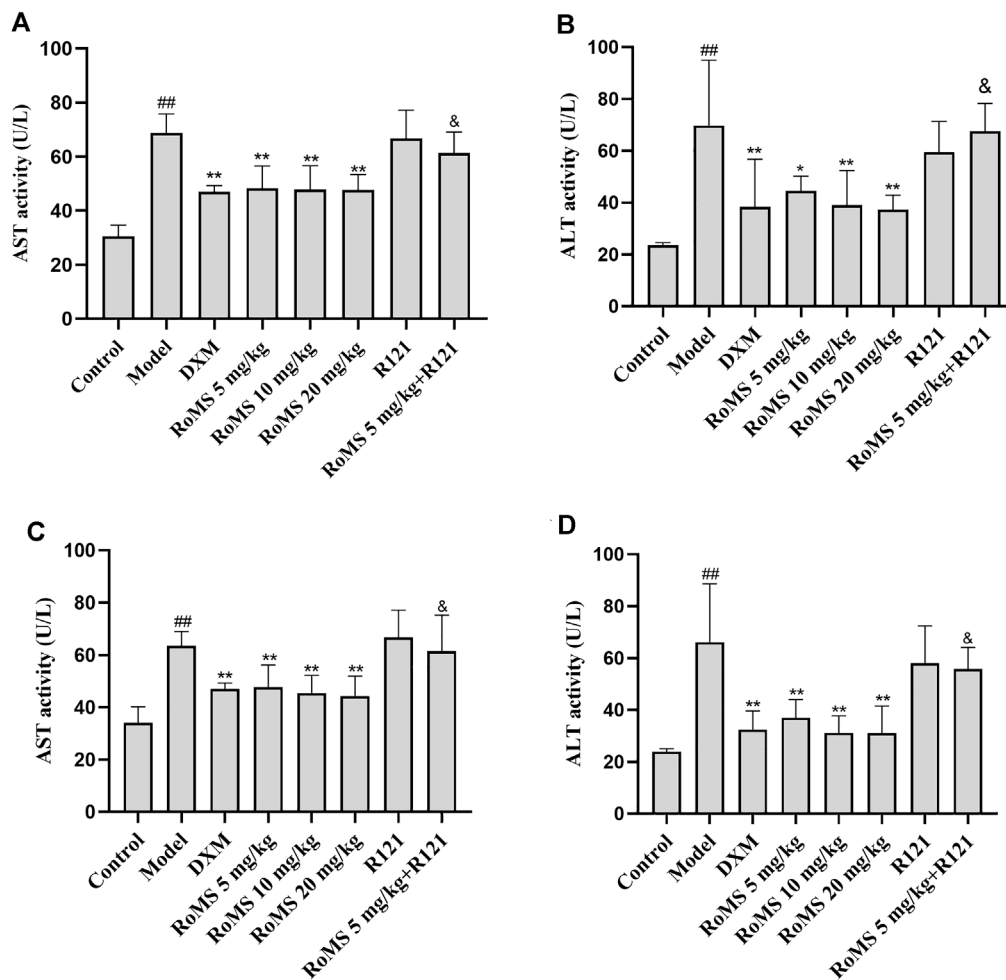 A
AST activity (U/L)
100
80
60
40
20
0
##
**
**
**
**
&
Control
Model
DXM
RoMS 5 mg/kg
RoMS 10 mg/kg
RoMS 20 mg/kg
R121
RoMS 5 mg/kg+R121
B
ALT activity (U/L)
100
80
60
40
20
0
##
**
*
**
**
&
Control
Model
DXM
RoMS 5 mg/kg
RoMS 10 mg/kg
RoMS 20 mg/kg
R121
RoMS 5 mg/kg+R121
C
AST activity (U/L)
100
80
60
40
20
0
##
**
**
**
**
&
Control
Model
DXM
RoMS 5 mg/kg
RoMS 10 mg/kg
RoMS 20 mg/kg
R121
RoMS 5 mg/kg+R121
D
ALT activity (U/L)
100
80
60
40
20
0
##
**
**
**
**
&
Control
Model
DXM
RoMS 5 mg/kg
RoMS 10 mg/kg
RoMS 20 mg/kg
R121
RoMS 5 mg/kg+R121